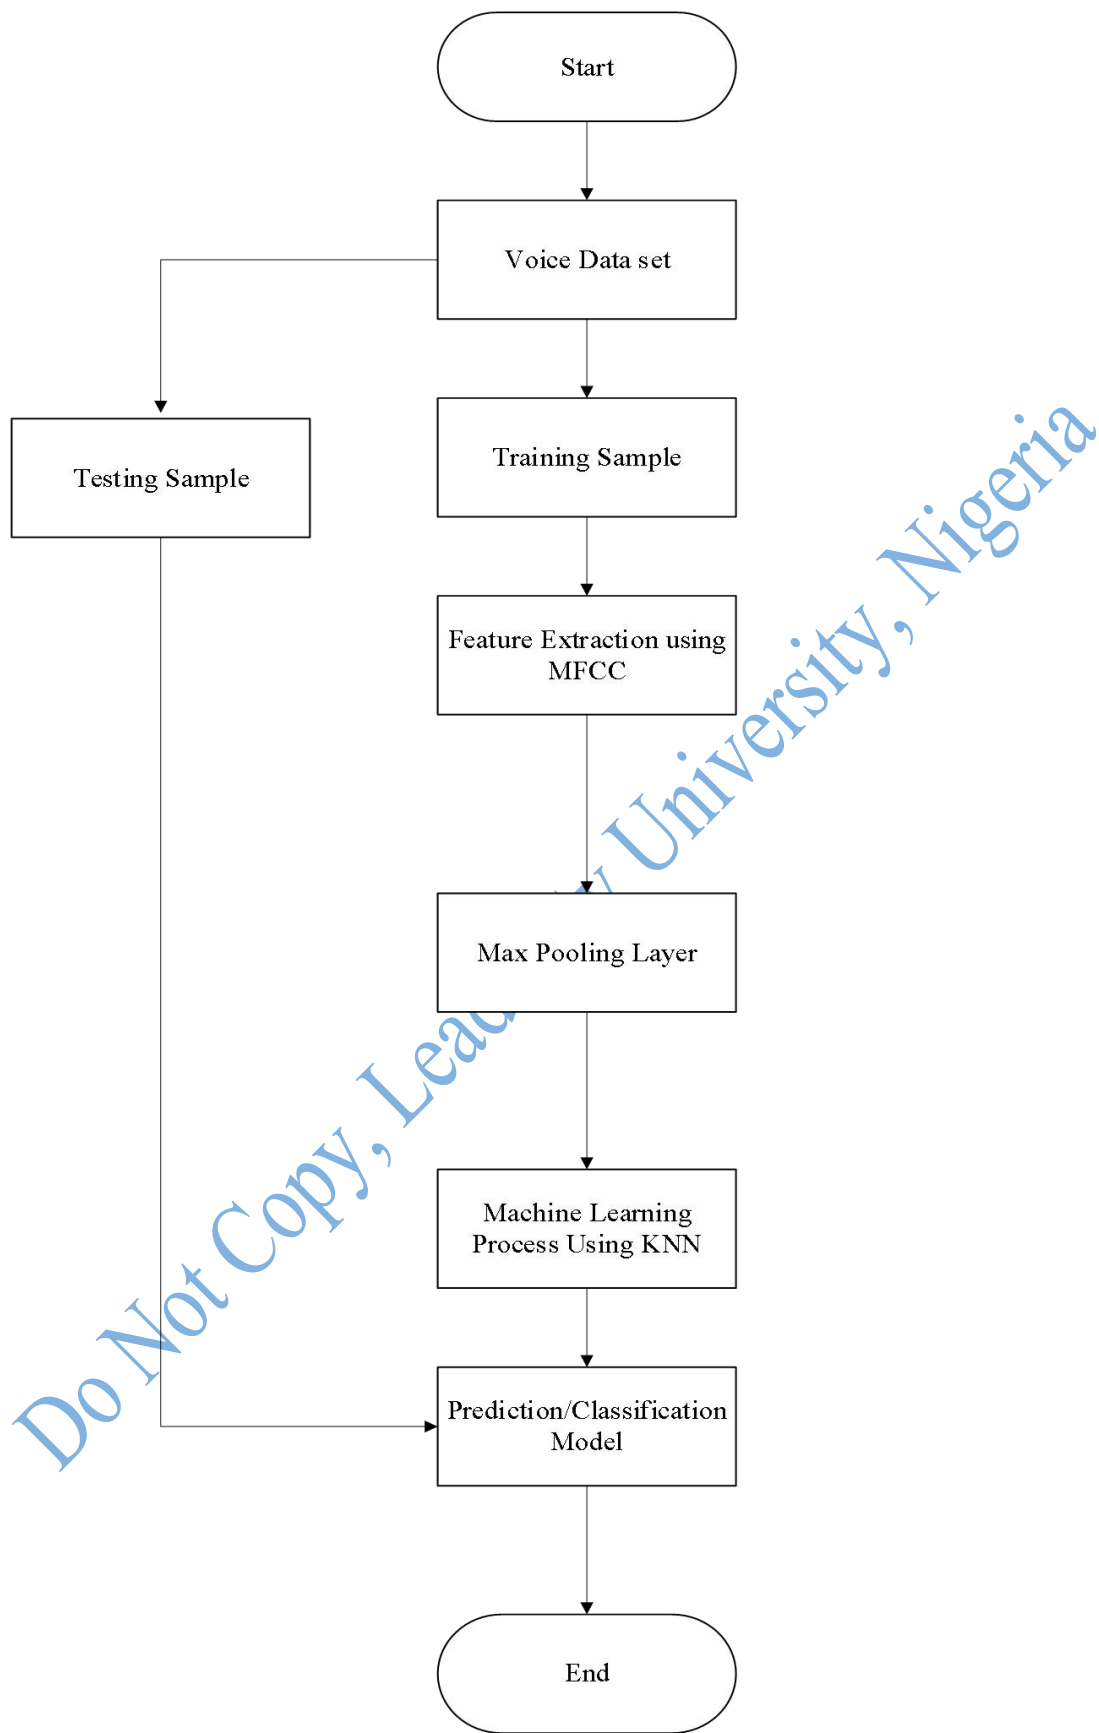 Start
Voice Data set
Testing Sample
Training Sample
Feature Extraction using
MFCC
Max Pooling Layer
Machine Learning
Process Using KNN
Prediction/Classification
Model
End
Do Not Copy, University, Nigeria